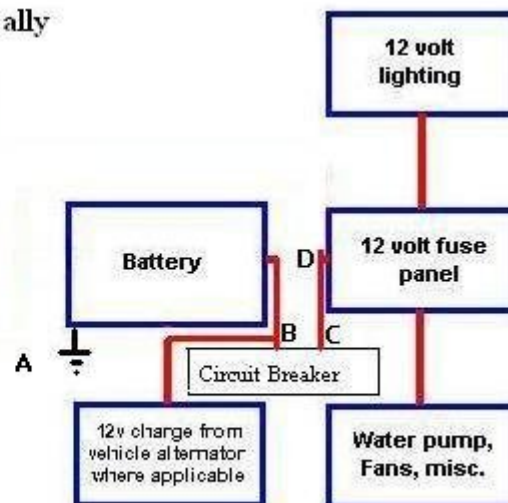 ally
12 volt
lighting
Battery
D
12 volt fuse
panel
B
C
A
Circuit Breaker
12v charge from
vehicle alternator
where applicable
Water pump,
Fans, misc.